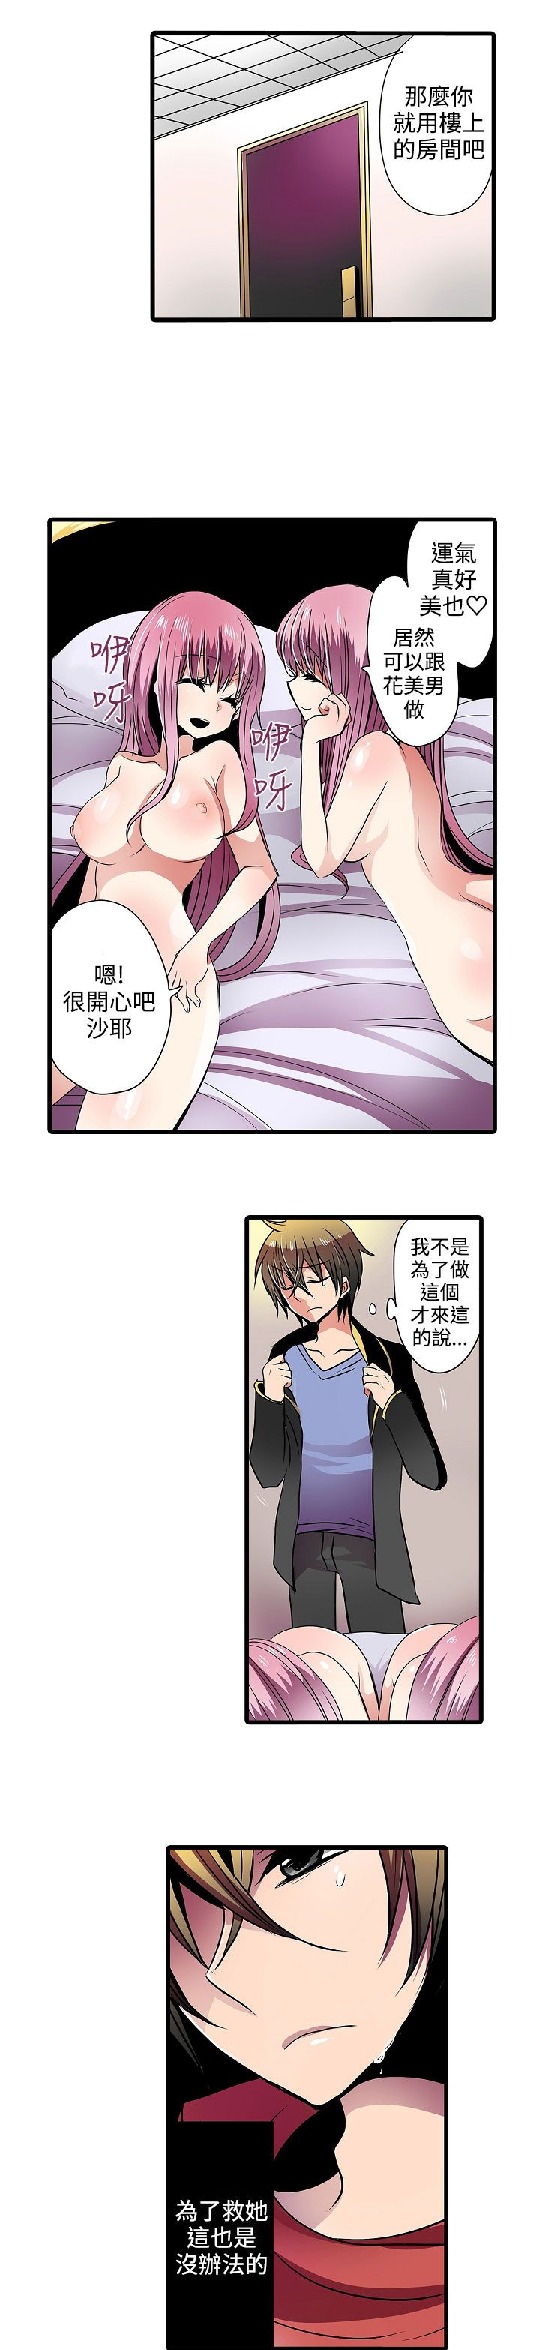 那麼你
就用樓上
的房間吧
運氣
真好
美也♡
居然
可以跟
花美男
做
咿
呀
咿
呀
嗯!
很開心吧
沙耶
我不是
為了做
這個
才來這
的說...
為了救她
這也是
沒辦法的